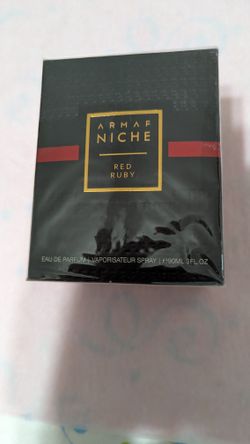 ARMAF
NICHE
RED
RUBY
EAU DE PARFUM | VAPORISATEUR SPRAY | ℮ 90ML 3FL.OZ